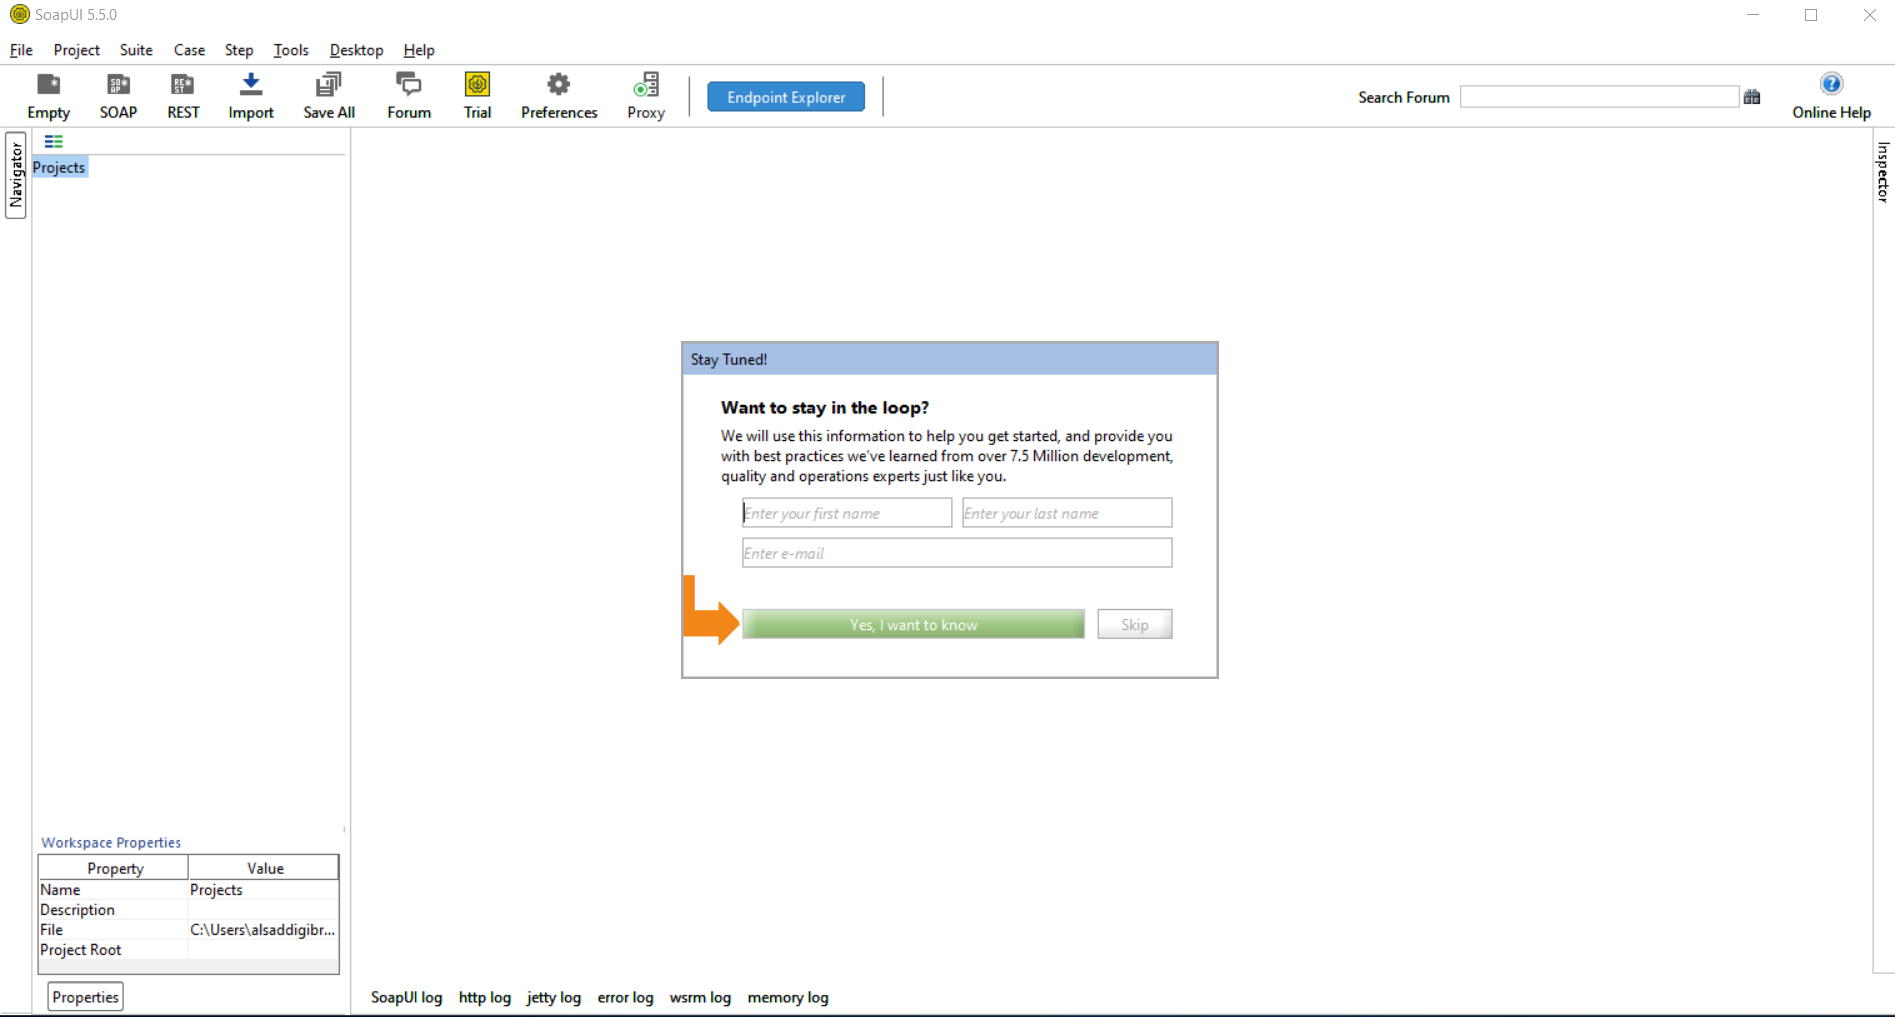 SoapUI 5.5.0
File Project Suite Case Step Tools Desktop Help
Empty SOAP REST Import Save All Forum Trial Preferences Proxy Endpoint Explorer Search Forum Online Help
Navigator
Projects
Inspector
Stay Tuned!
Want to stay in the loop?
We will use this information to help you get started, and provide you
with best practices we've learned from over 7.5 Million development,
quality and operations experts just like you.
Enter your first name Enter your last name
Enter e-mail
Yes, I want to know Skip
Workspace Properties
Property Value
Name Projects
Description
File C:\Users\alsaddigibr...
Project Root
Properties
SoapUI log http log jetty log error log wsrm log memory log